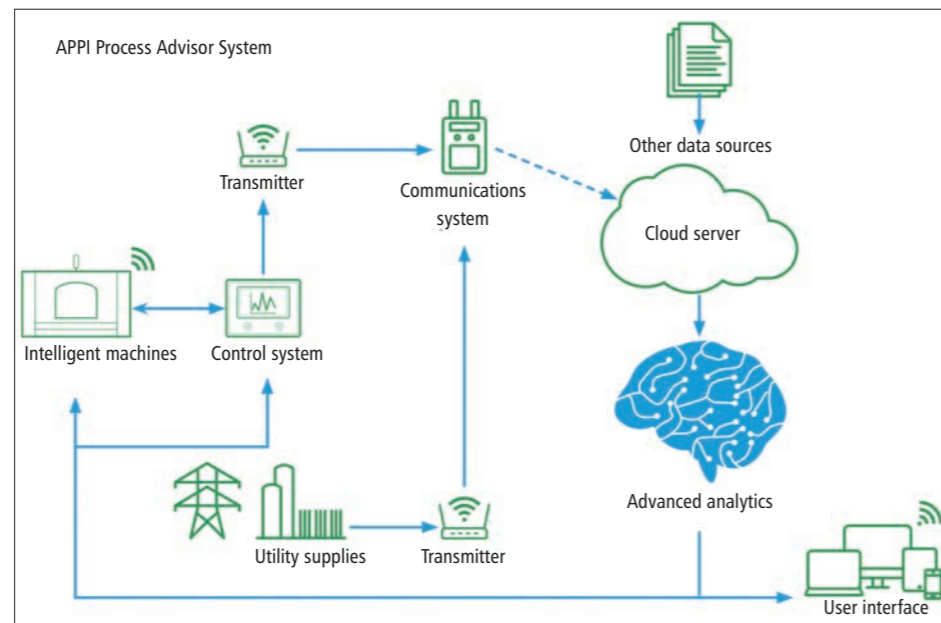 APPI Process Advisor System
Other data sources
Transmitter
Communications
system
Cloud server
Intelligent machines
Control system
Advanced analytics
Utility supplies
Transmitter
User interface